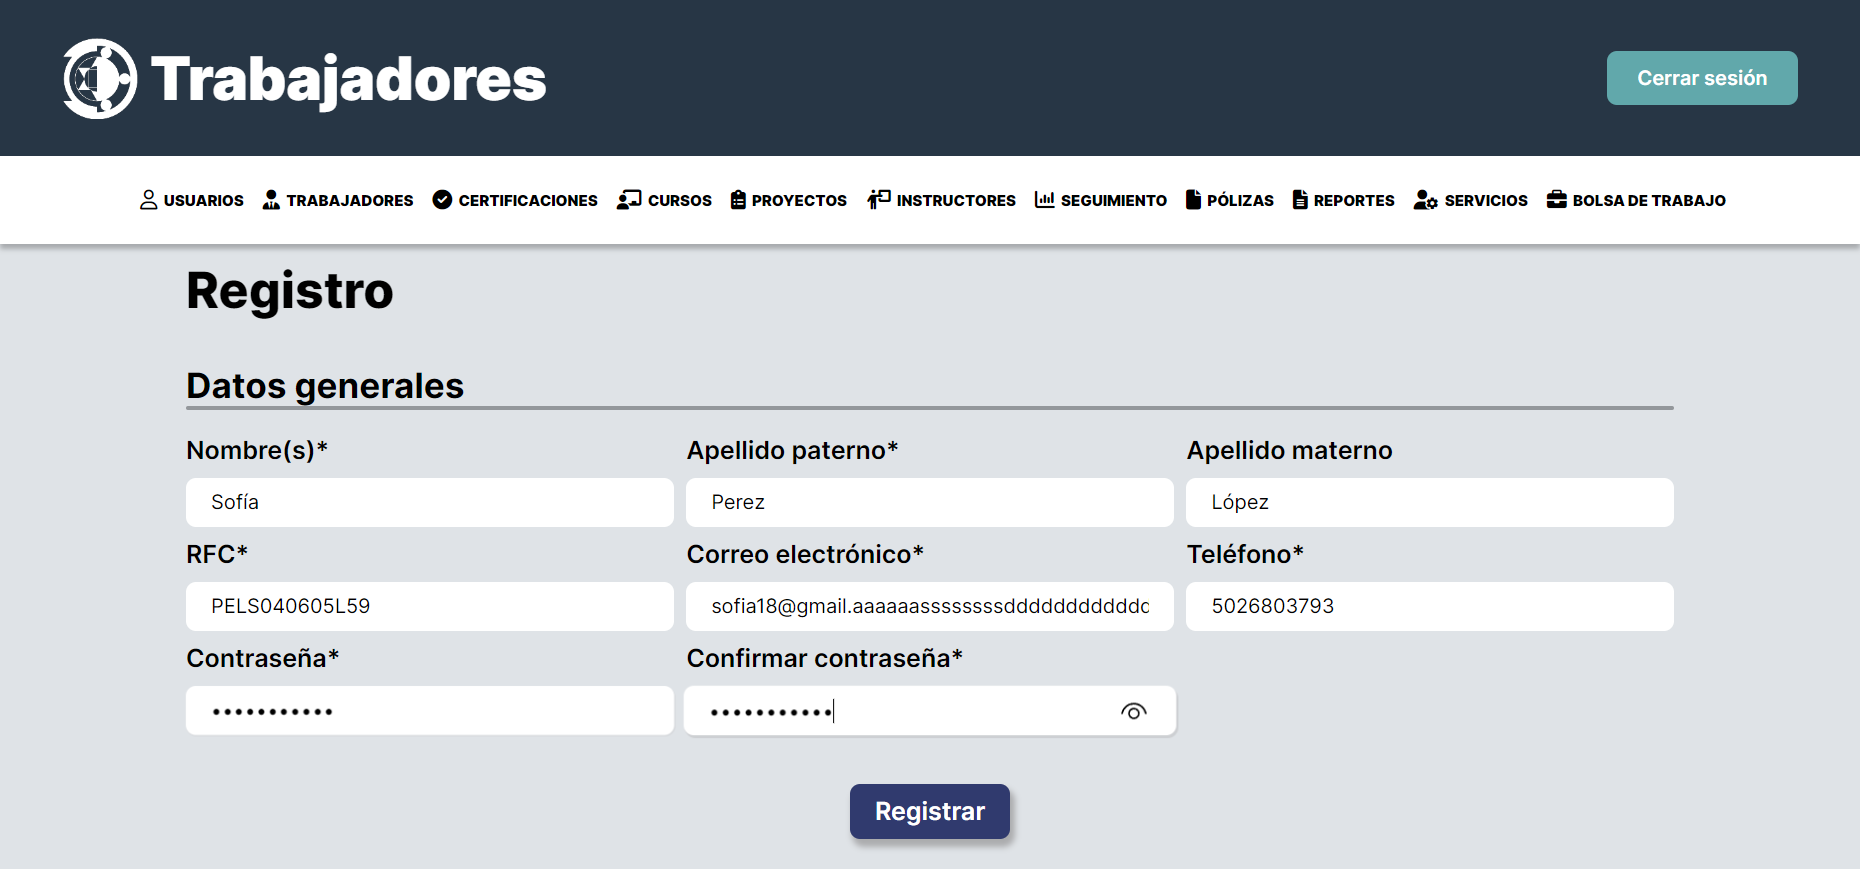 Trabajadores
Cerrar sesión
USUARIOS TRABAJADORES CERTIFICACIONES CURSOS PROYECTOS INSTRUCTORES SEGUIMIENTO PÓLIZAS REPORTES SERVICIOS BOLSA DE TRABAJO
Registro
Datos generales
Nombre(s)* Apellido paterno* Apellido materno
Sofía Perez López
RFC* Correo electrónico* Teléfono*
PELS040605L59 sofia18@gmail.aaaaaassssssssdddddddddddd 5026803793
Contraseña* Confirmar contraseña*
••••••••••• •••••••••••
Registrar